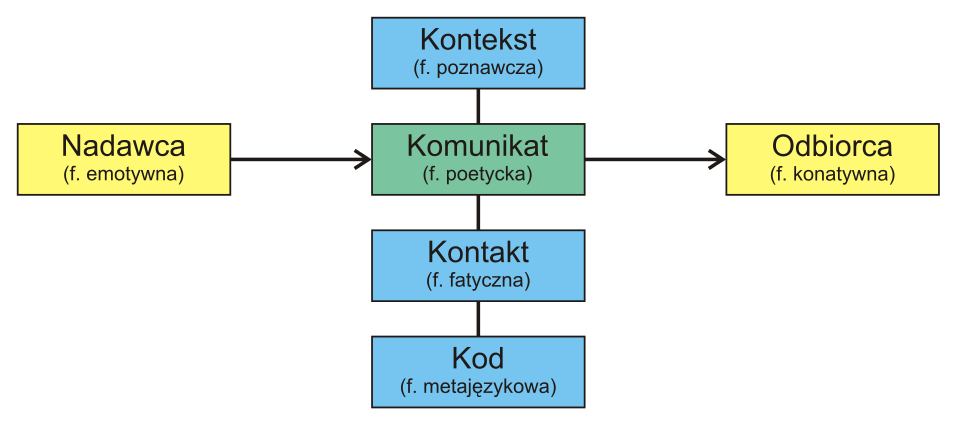 Kontekst
(f. poznawcza)
Nadawca
(f. emotywna)
Komunikat
(f. poetycka)
Odbiorca
(f. konatywna)
Kontakt
(f. fatyczna)
Kod
(f. metajęzykowa)